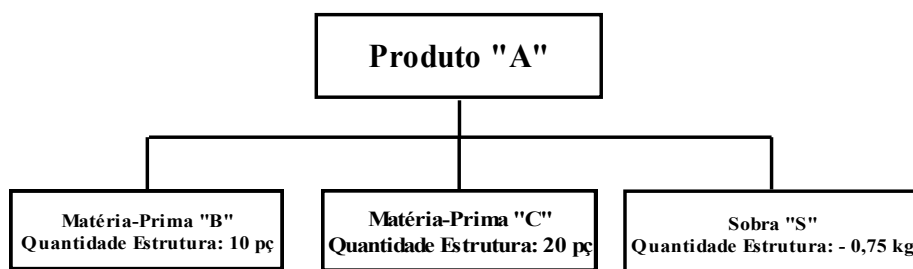 Produto "A"
Matéria-Prima "B"
Quantidade Estrutura: 10 pç
Matéria-Prima "C"
Quantidade Estrutura: 20 pç
Sobra "S"
Quantidade Estrutura: - 0,75 kg